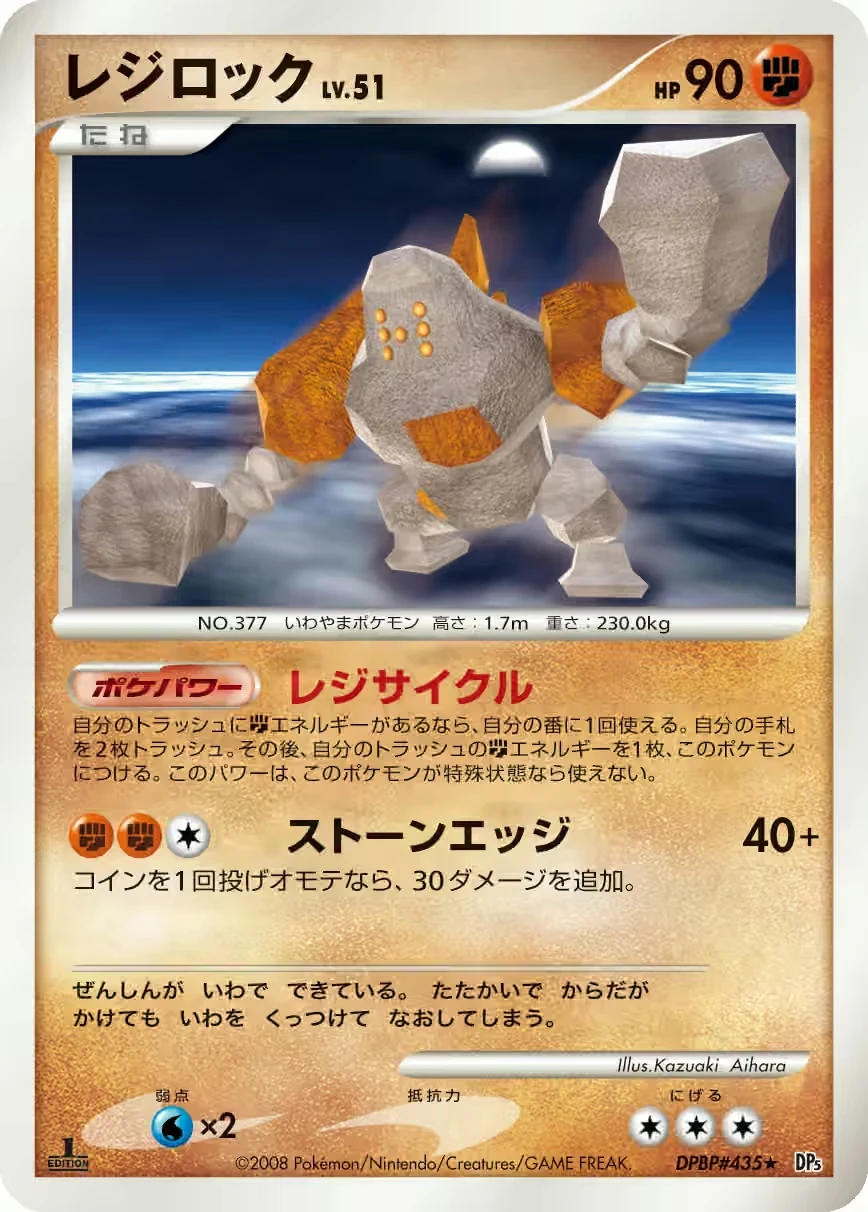 レジロック LV.51 HP 90
たね
NO.377 いわやまポケモン 高さ:1.7m 重さ:230.0kg
ポケパワー レジサイクル
自分のトラッシュにエネルギーがあるなら、自分の番に1回使える。自分の手札
を2枚トラッシュ。その後、自分のトラッシュのエネルギーを1枚、このポケモン
につける。このパワーは、このポケモンが特殊状態なら使えない。
ストーンエッジ 40+
コインを1回投げオモテなら、30ダメージを追加。
ぜんしんが いわで できている。 たたかいで からだが
かけても いわを くっつけて なおしてしまう。
Illus.Kazuaki Aihara
弱点 抵抗力 にげる
×2
1 EDITION ©2008 Pokémon/Nintendo/Creatures/GAME FREAK. DPBP#435★ DP5